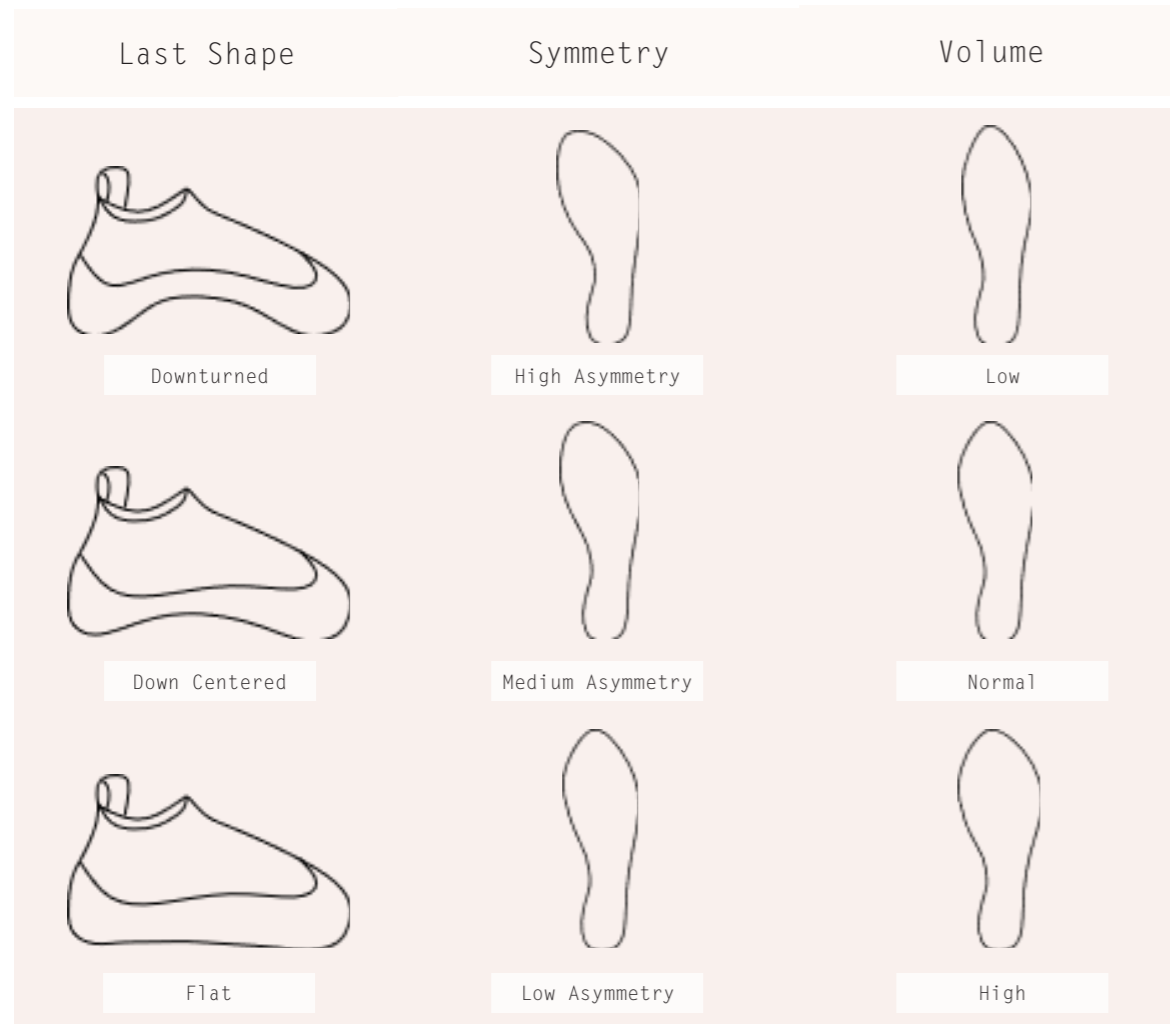 Last Shape
Symmetry
Volume
Downturned
High Asymmetry
Low
Down Centered
Medium Asymmetry
Normal
Flat
Low Asymmetry
High